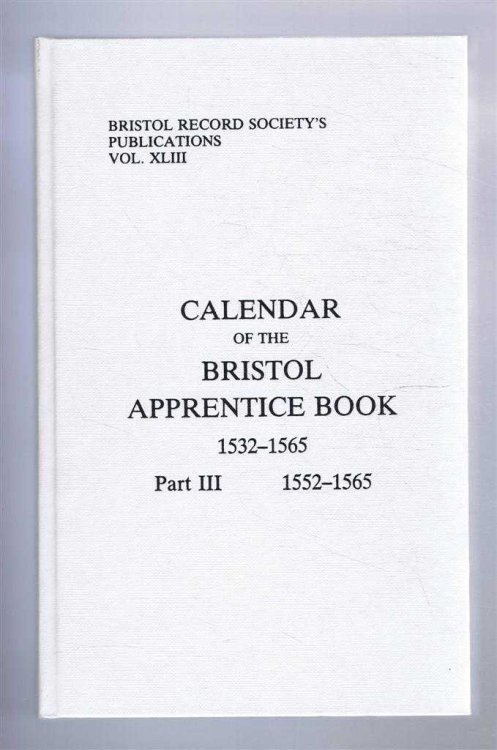 BRISTOL RECORD SOCIETY'S
PUBLICATIONS
VOL. XLIII
CALENDAR
OF THE
BRISTOL
APPRENTICE BOOK
1532–1565
Part III 1552–1565